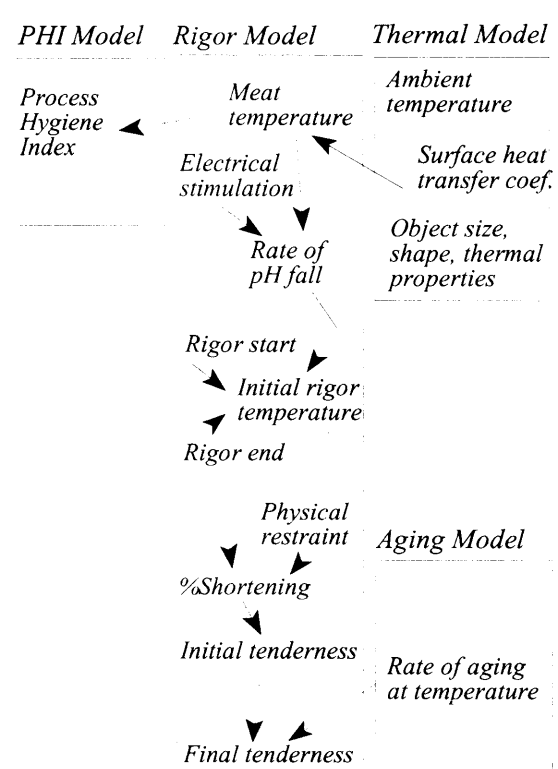 PHI Model
Rigor Model
Thermal Model
Process
Hygiene
Index
Meat
temperature
Electrical
stimulation
Rate of
pH fall
Rigor start
Initial rigor
temperature
Rigor end
Physical
restraint
%Shortening
Initial tenderness
Final tenderness
Ambient
temperature
Surface heat
transfer coef.
Object size,
shape, thermal
properties
Aging Model
Rate of aging
at temperature